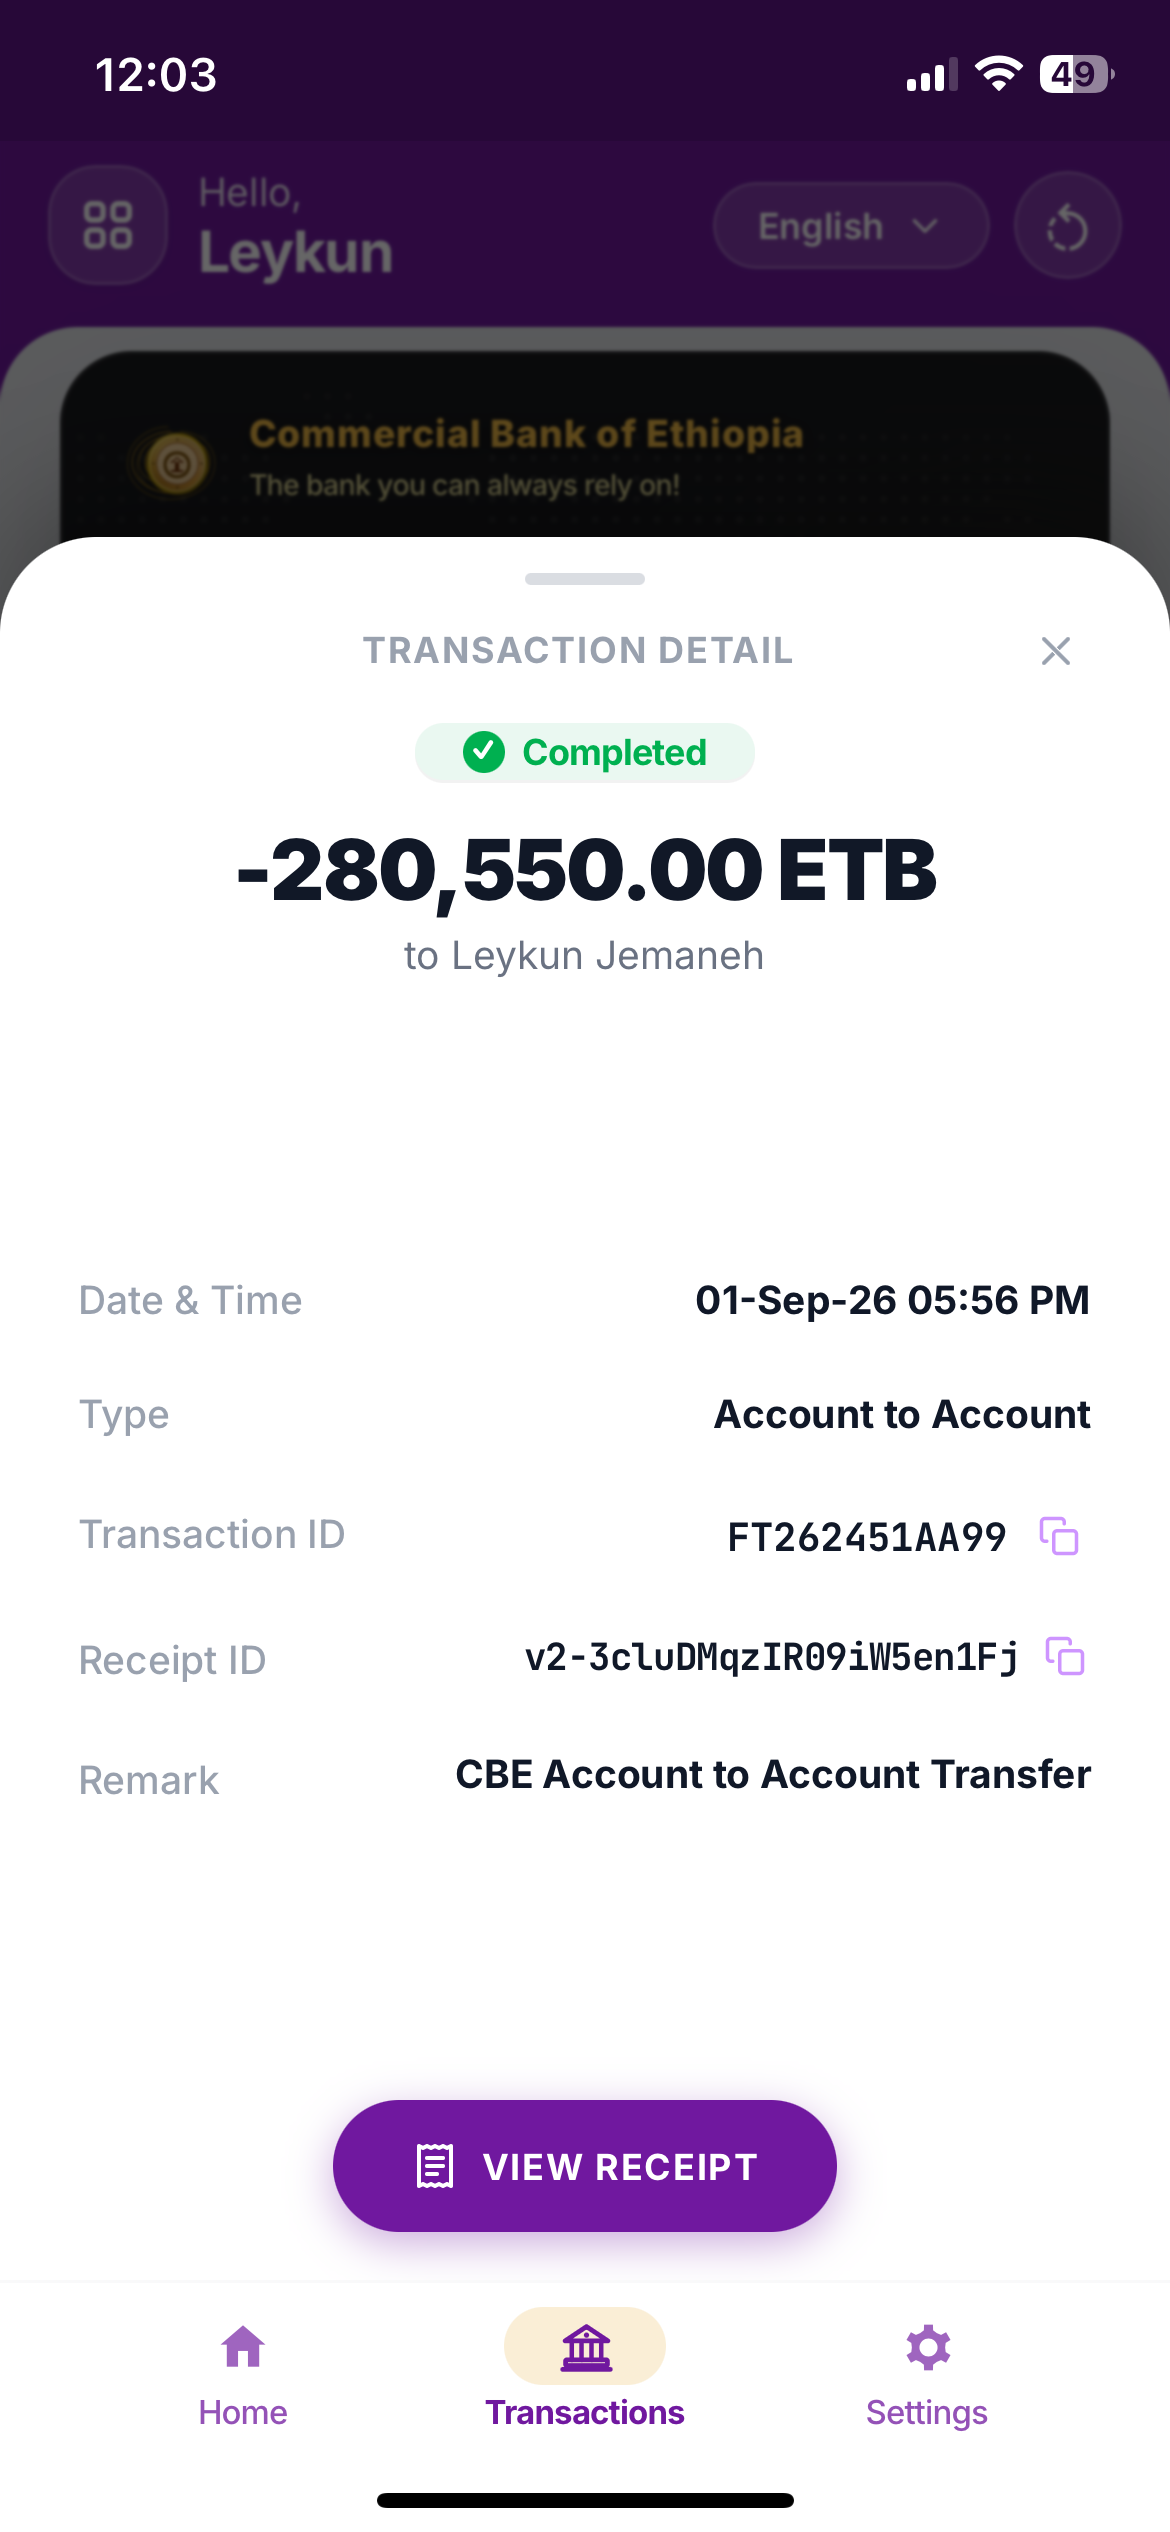 12:03
49
Hello,
Leykun
English
Commercial Bank of Ethiopia
The bank you can always rely on!
TRANSACTION DETAIL
Completed
-280,550.00 ETB
to Leykun Jemaneh
Date & Time 01-Sep-26 05:56 PM
Type Account to Account
Transaction ID FT262451AA99
Receipt ID v2-3cluDMqzIR09iW5en1Fj
Remark CBE Account to Account Transfer
VIEW RECEIPT
Home Transactions Settings